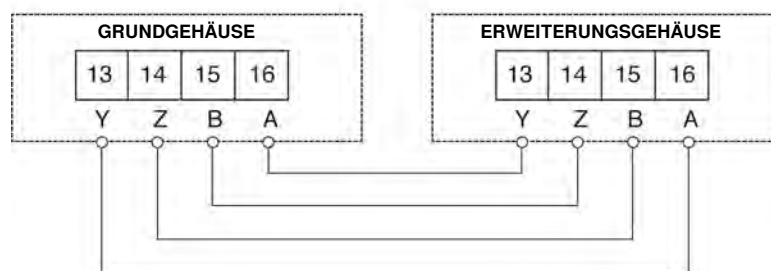 GRUNDGEHÄUSE ERWEITERUNGSGEHÄUSE
13 14 15 16 13 14 15 16
Y Z B A Y Z B A